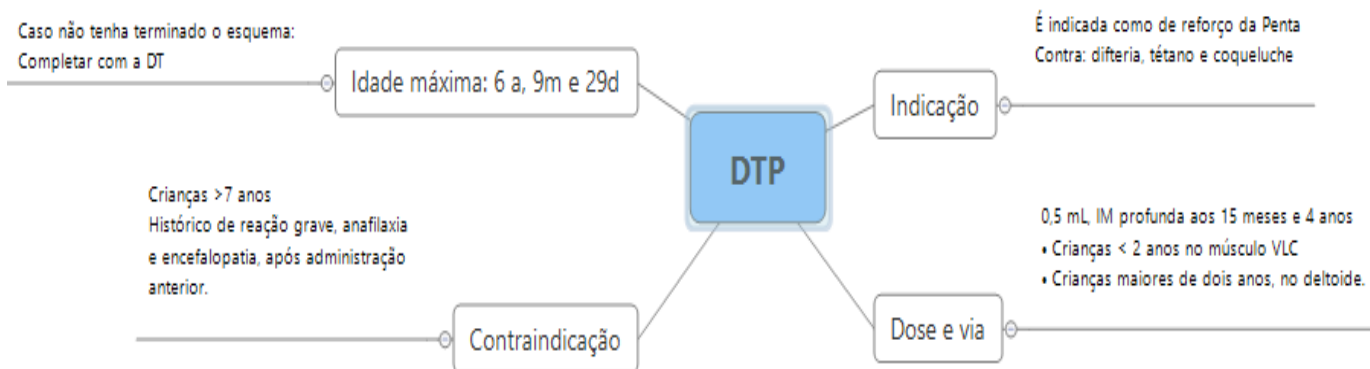 Caso não tenha terminado o esquema:
Completar com a DT
Idade máxima: 6 a, 9m e 29d
É indicada como de reforço da Penta
Contra: difteria, tétano e coqueluche
Indicação
DTP
Crianças >7 anos
Histórico de reação grave, anafilaxia
e encefalopatia, após administração
anterior.
Contraindicação
0,5 mL, IM profunda aos 15 meses e 4 anos
• Crianças < 2 anos no músculo VLC
• Crianças maiores de dois anos, no deltoide.
Dose e via